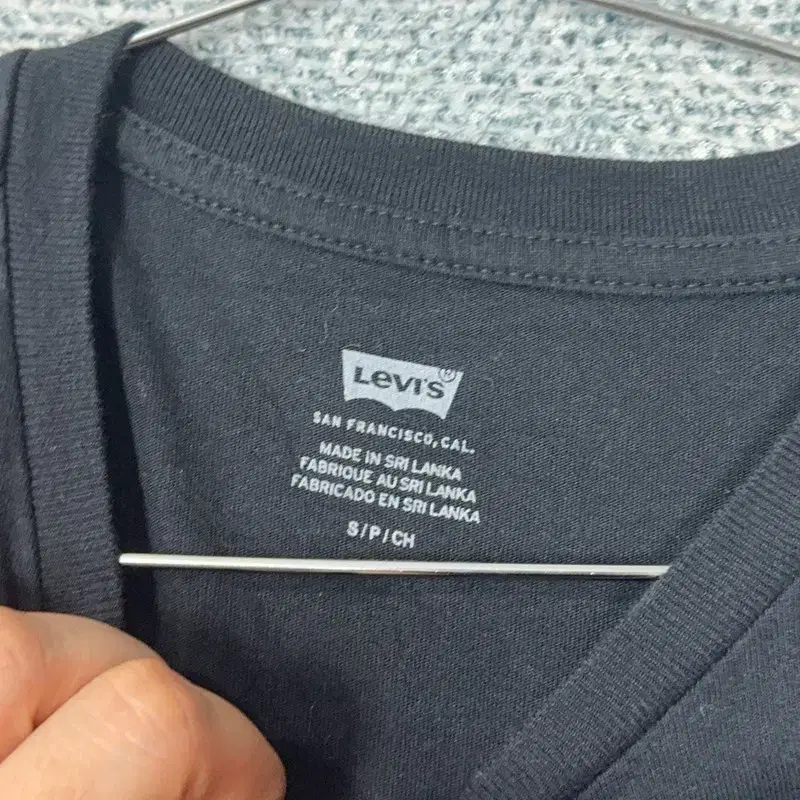 Levi's®
SAN FRANCISCO, CAL.
MADE IN SRI LANKA
FABRIQUE AU SRI LANKA
FABRICADO EN SRI LANKA
S/P/CH